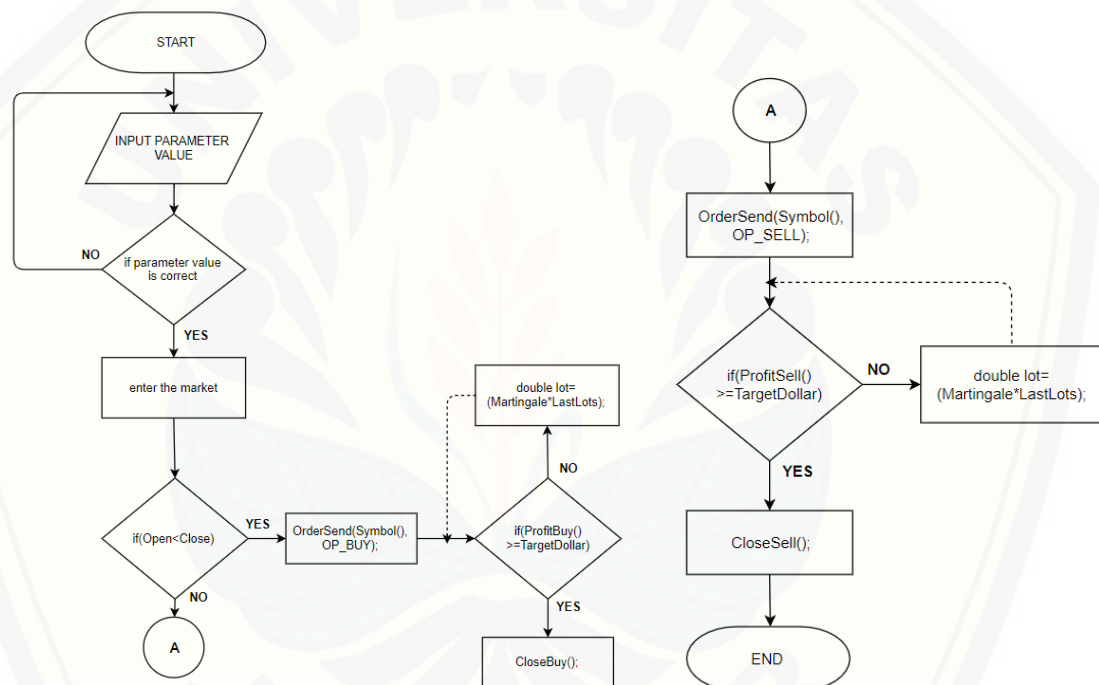 UNIVERSITAS
START
INPUT PARAMETER
VALUE
NO
if parameter value
is correct
YES
enter the market
if(Open<Close)
YES
NO
A
OrderSend(Symbol(),
OP_BUY);
double lot=
(Martingale*LastLots);
NO
if(ProfitBuy()
>=TargetDollar)
YES
CloseBuy();
A
OrderSend(Symbol(),
OP_SELL);
if(ProfitSell()
>=TargetDollar)
NO
double lot=
(Martingale*LastLots);
YES
CloseSell();
END